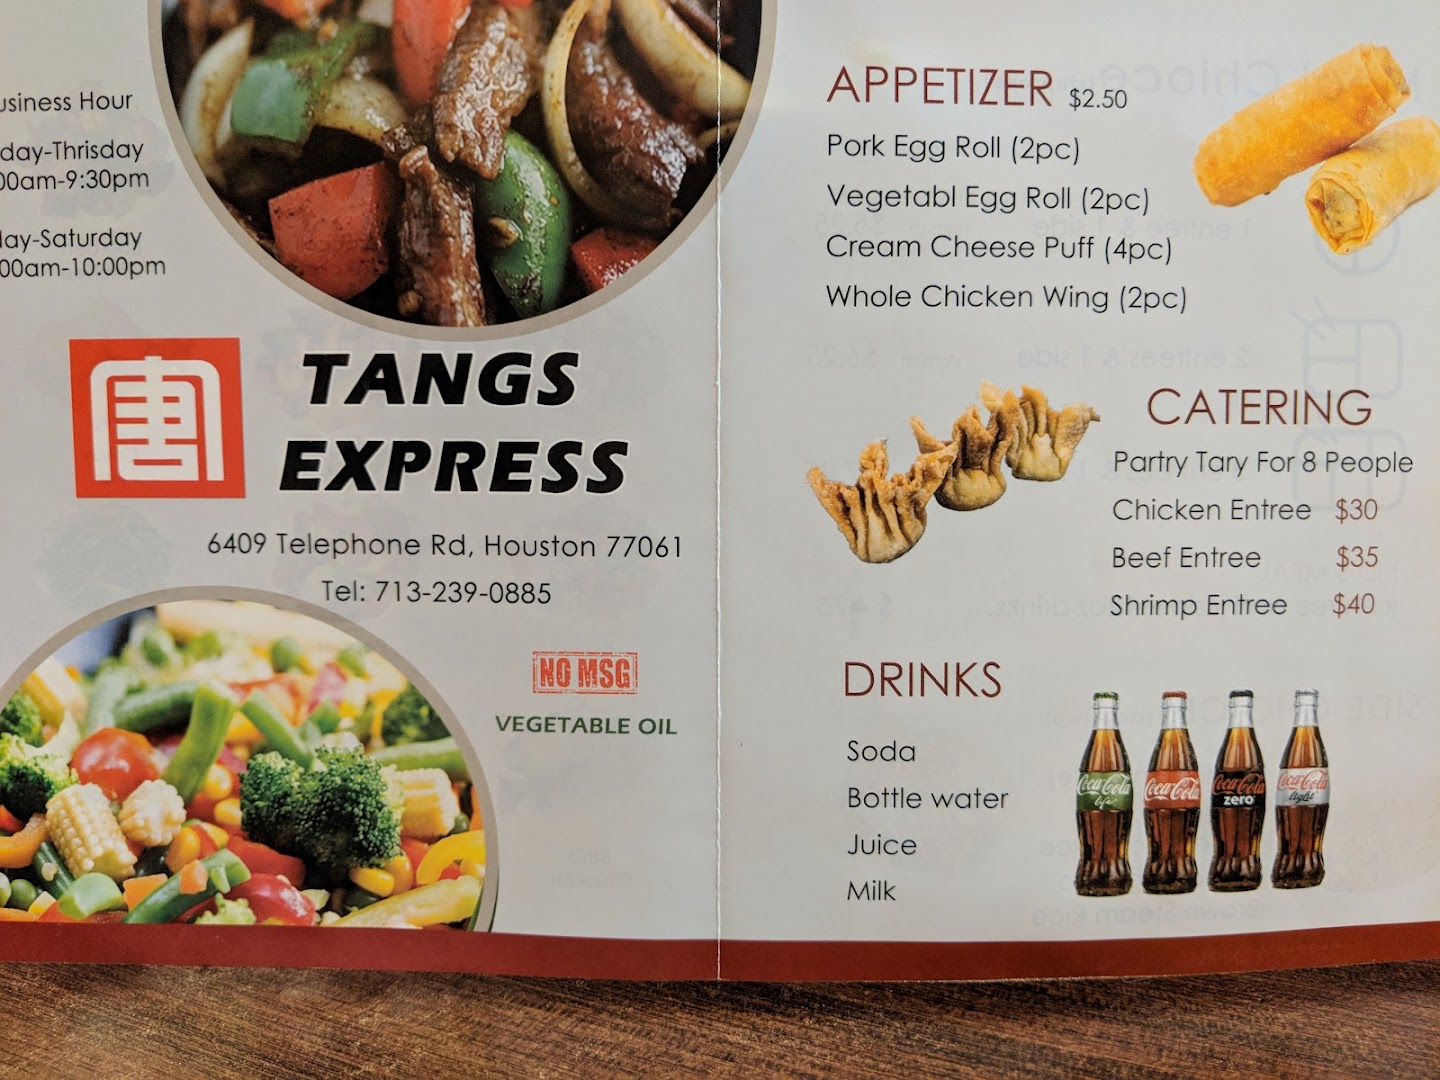 usiness Hour
day-Thrisday
00am-9:30pm
day-Saturday
00am-10:00pm
唐
TANGS
EXPRESS
6409 Telephone Rd, Houston 77061
Tel: 713-239-0885
NO MSG
VEGETABLE OIL
APPETIZER $2.50
Pork Egg Roll (2pc)
Vegetabl Egg Roll (2pc)
Cream Cheese Puff (4pc)
Whole Chicken Wing (2pc)
CATERING
Partry Tary For 8 People
Chicken Entree $30
Beef Entree $35
Shrimp Entree $40
DRINKS
Soda
Bottle water
Juice
Milk
Coca-Cola life
Coca-Cola
Coca-Cola zero
Coca-Cola light